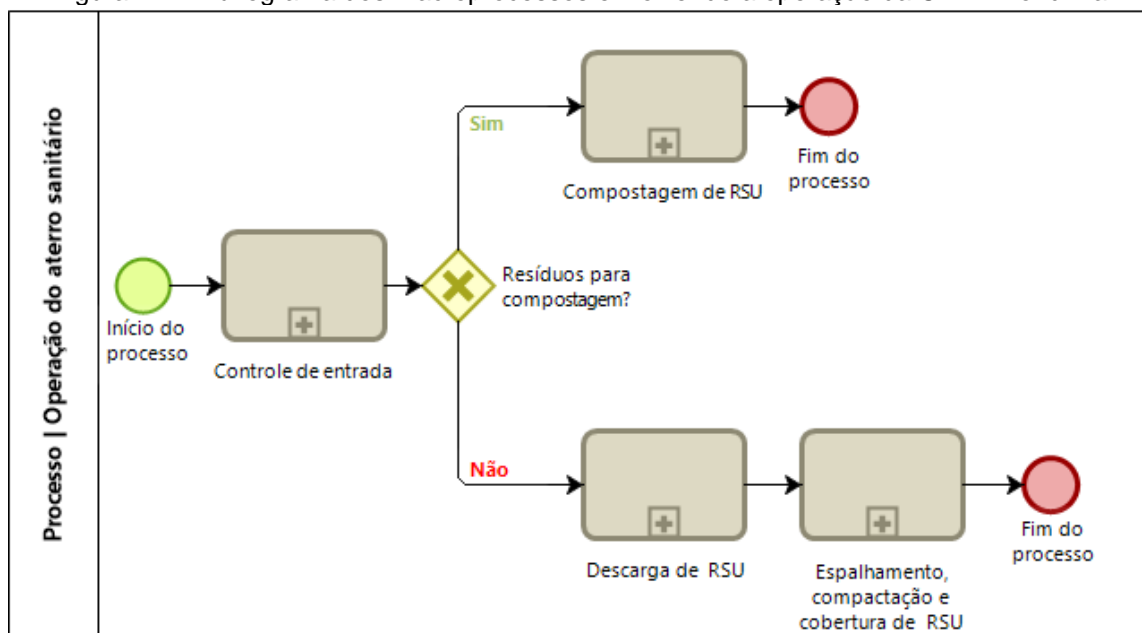 Processo | Operação do aterro sanitário
Início do
processo
Controle de entrada
Resíduos para
compostagem?
Sim
Compostagem de RSU
Fim do
processo
Não
Descarga de RSU
Espalhamento,
compactação e
cobertura de RSU
Fim do
processo